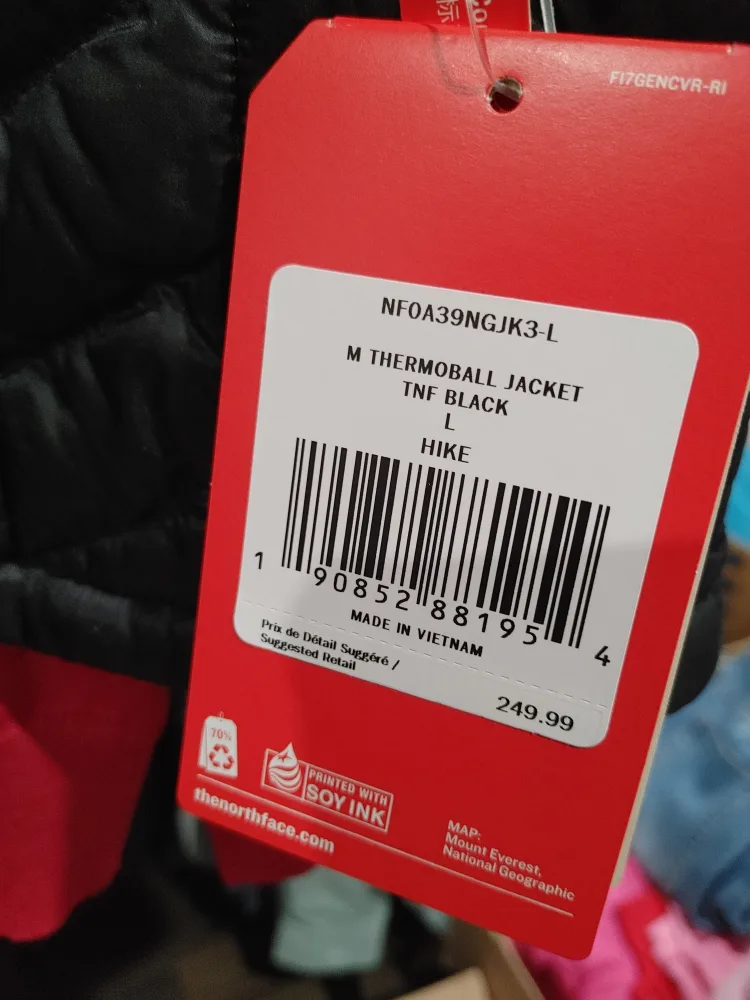 FI7GENCVR-RI
NF0A39NGJK3-L
M THERMOBALL JACKET
TNF BLACK
L
HIKE
1 90852 88195 4
MADE IN VIETNAM
Prix de Détail Suggéré /
Suggested Retail
249.99
70%
PRINTED WITH
SOY INK
thenorthface.com
MAP:
Mount Everest,
National Geographic